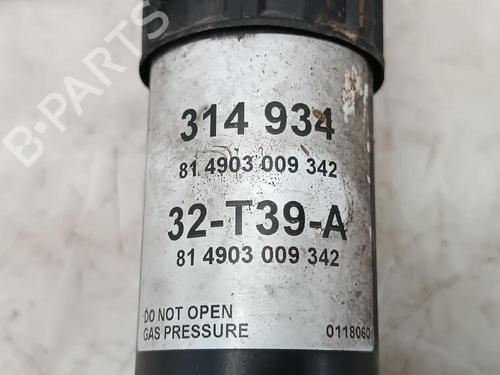 B-PARTS
314 934
81 4903 009 342
32-T39-A
81 4903 009 342
DO NOT OPEN
GAS PRESSURE 0118060